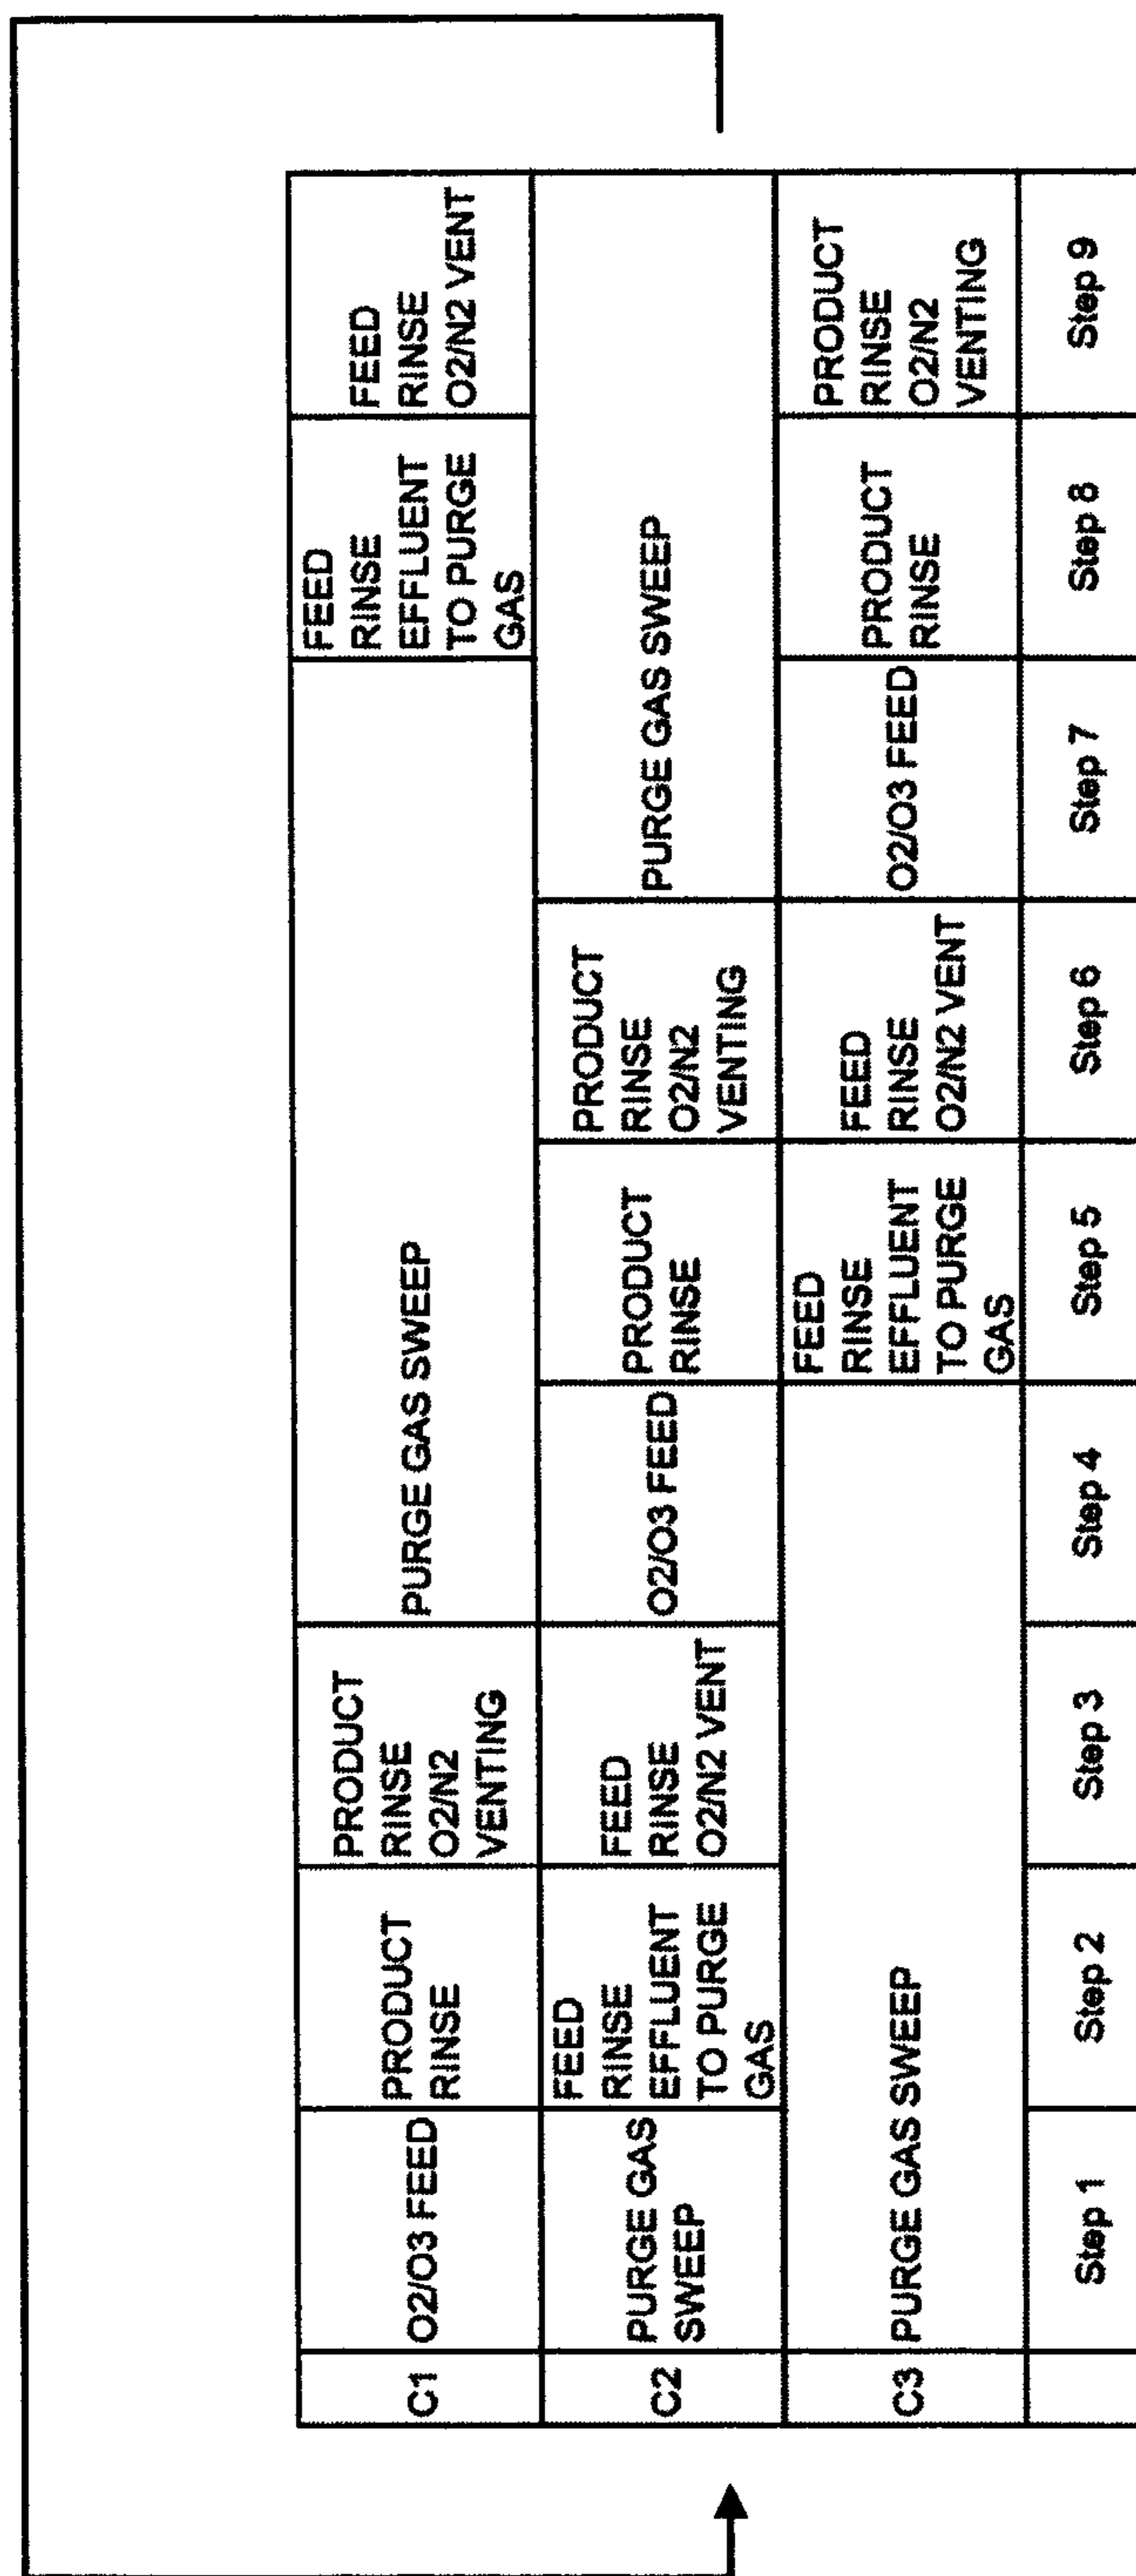 C1
O2/O3 FEED
PRODUCT
RINSE
PRODUCT
RINSE
O2/N2
VENTING
PURGE GAS SWEEP
FEED
RINSE
EFFLUENT
TO PURGE
GAS
FEED
RINSE
O2/N2 VENT
C2
PURGE GAS
SWEEP
FEED
RINSE
EFFLUENT
TO PURGE
GAS
FEED
RINSE
O2/N2 VENT
O2/O3 FEED
PRODUCT
RINSE
PRODUCT
RINSE
O2/N2
VENTING
PURGE GAS SWEEP
C3
PURGE GAS SWEEP
FEED
RINSE
EFFLUENT
TO PURGE
GAS
FEED
RINSE
O2/N2 VENT
O2/O3 FEED
PRODUCT
RINSE
PRODUCT
RINSE
O2/N2
VENTING
Step 1
Step 2
Step 3
Step 4
Step 5
Step 6
Step 7
Step 8
Step 9